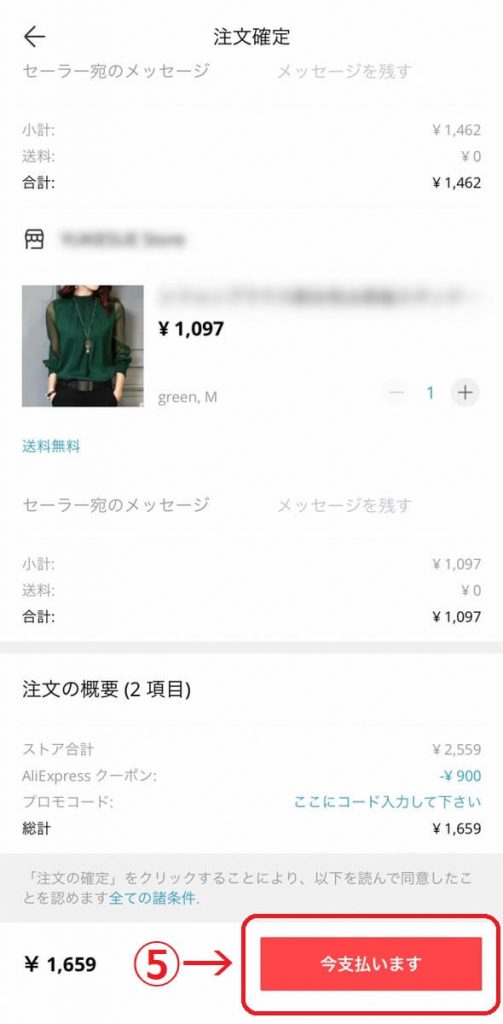 注文確定
セーラー宛のメッセージ メッセージを残す
小計: ¥ 1,462
送料: ¥ 0
合計: ¥ 1,462
¥ 1,097
green, M 1
送料無料
セーラー宛のメッセージ メッセージを残す
小計: ¥ 1,097
送料: ¥ 0
合計: ¥ 1,097
注文の概要 (2 項目)
ストア合計 ¥ 2,559
AliExpress クーポン: -¥ 900
プロモコード: ここにコード入力して下さい
総計 ¥ 1,659
「注文の確定」をクリックすることにより、以下を読んで同意したこ
とを認めます全ての諸条件.
¥ 1,659 ⑤→ 今支払います